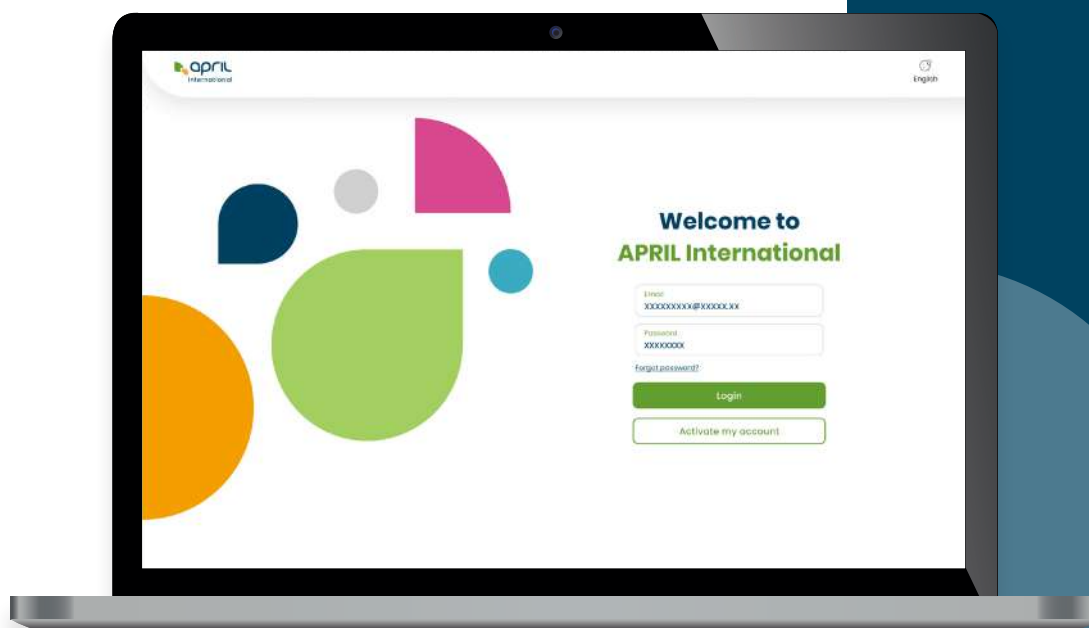 april
International
English
Welcome to
APRIL International
Email
xxxxxxxxx@xxxxx.xx
Password
xxxxxxxx
Forgot password?
Login
Activate my account